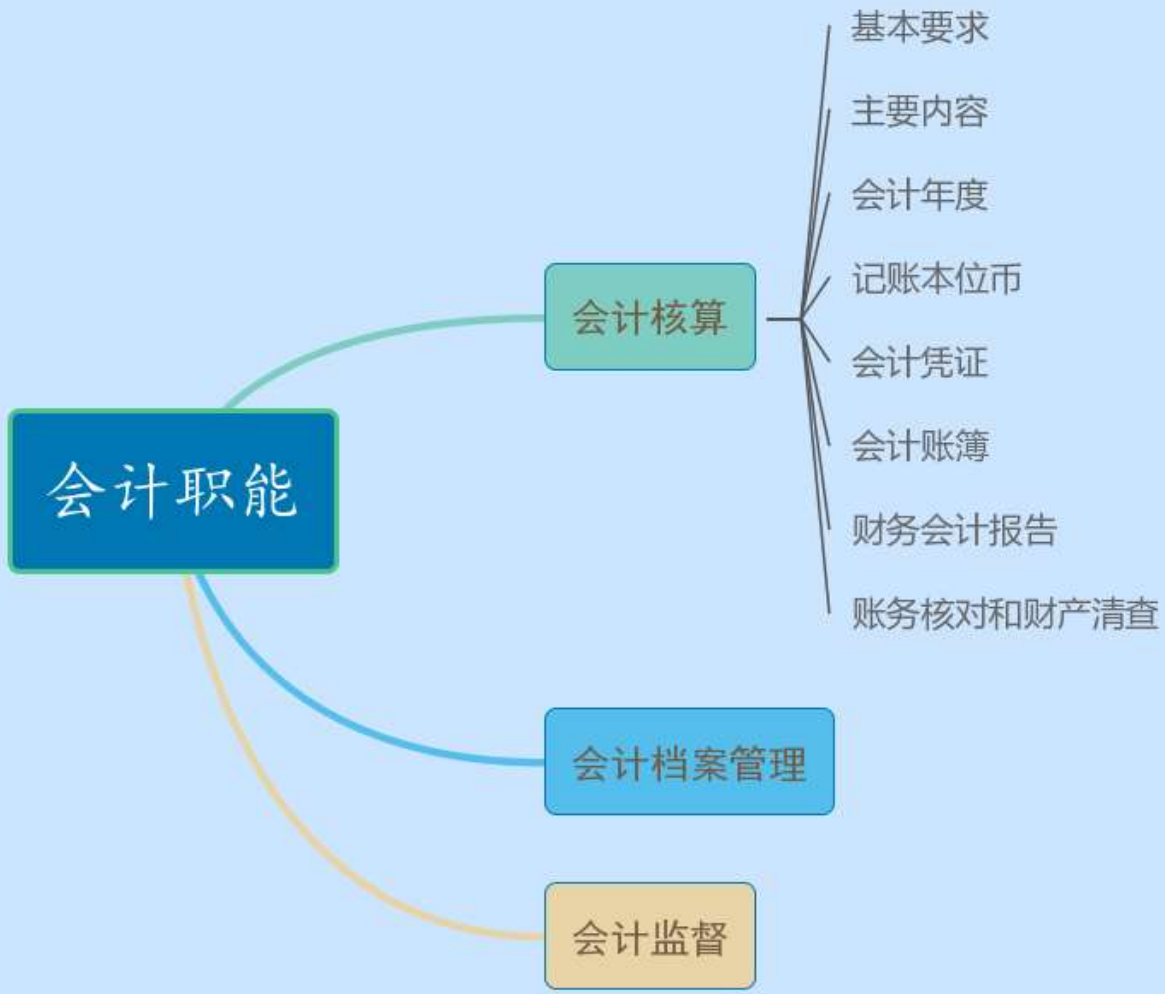 会计职能
会计核算
基本要求
主要内容
会计年度
记账本位币
会计凭证
会计账簿
财务会计报告
账务核对和财产清查
会计档案管理
会计监督